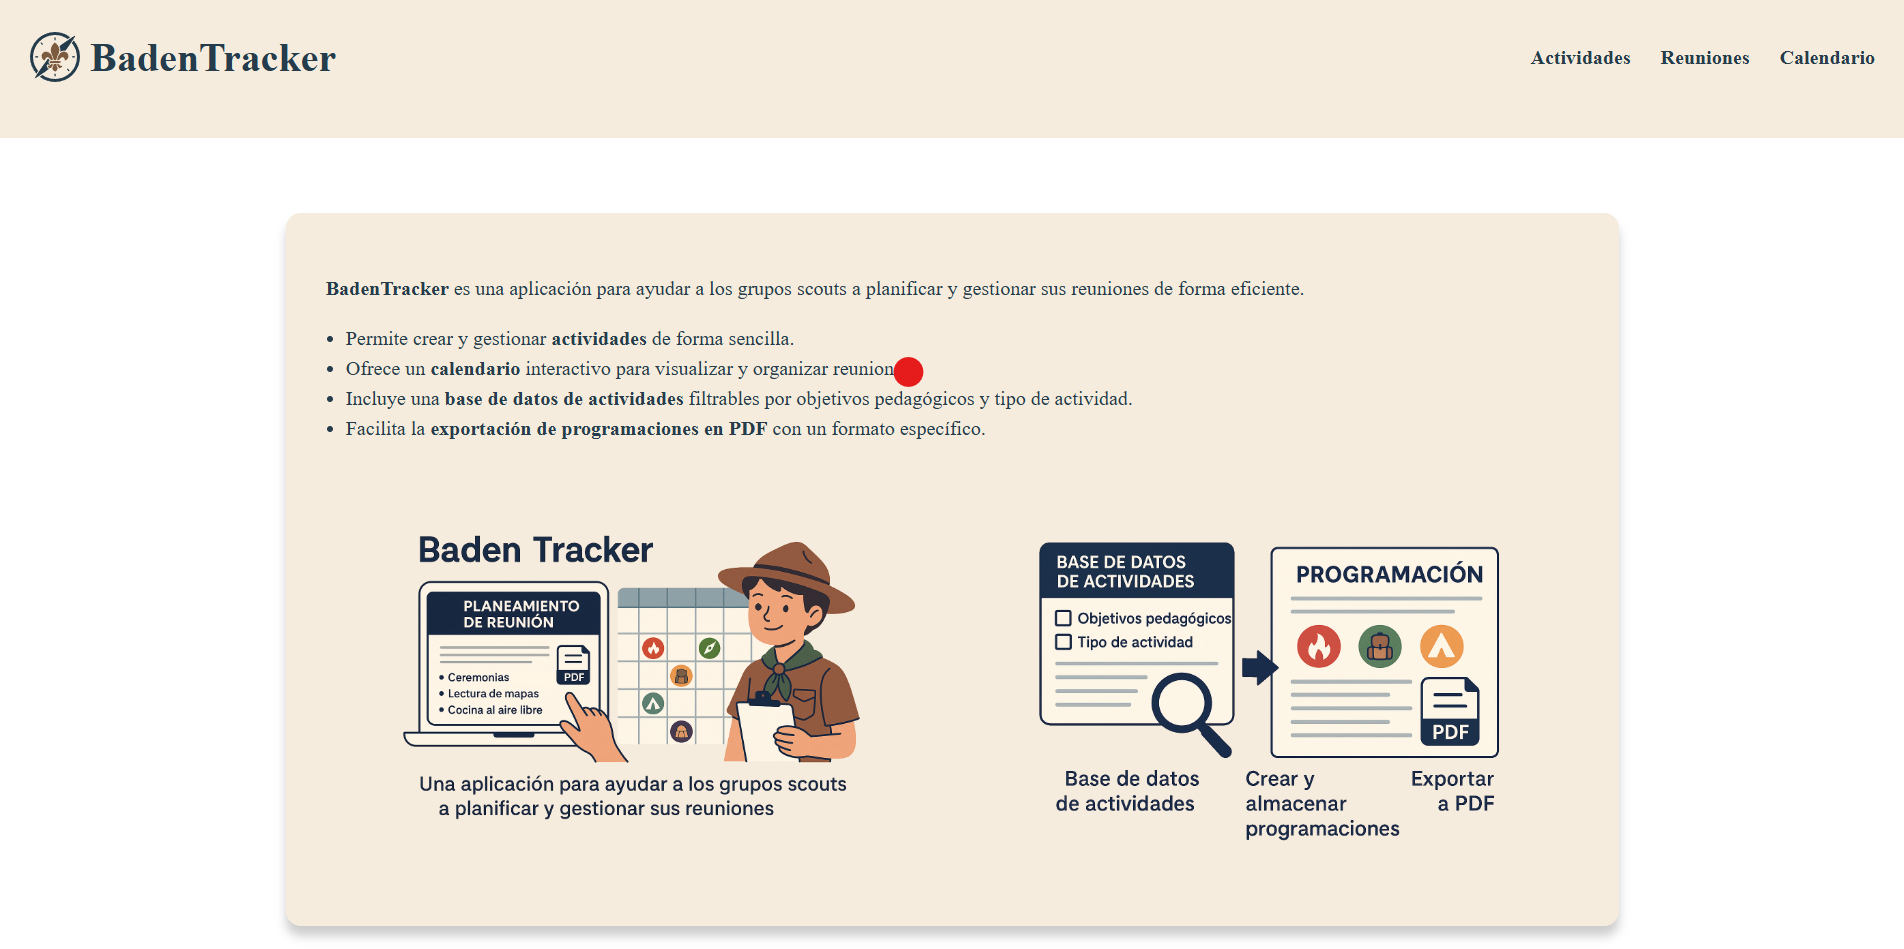 BadenTracker
Actividades Reuniones Calendario
BadenTracker es una aplicación para ayudar a los grupos scouts a planificar y gestionar sus reuniones de forma eficiente.
• Permite crear y gestionar actividades de forma sencilla.
• Ofrece un calendario interactivo para visualizar y organizar reunion
• Incluye una base de datos de actividades filtrables por objetivos pedagógicos y tipo de actividad.
• Facilita la exportación de programaciones en PDF con un formato específico.
Baden Tracker
PLANEAMIENTO
DE REUNIÓN
PDF
• Ceremonias
• Lectura de mapas
• Cocina al aire libre
Una aplicación para ayudar a los grupos scouts
a planificar y gestionar sus reuniones
BASE DE DATOS
DE ACTIVIDADES
Objetivos pedagógicos
Tipo de actividad
PROGRAMACIÓN
PDF
Base de datos
de actividades
Crear y
almacenar
programaciones
Exportar
a PDF